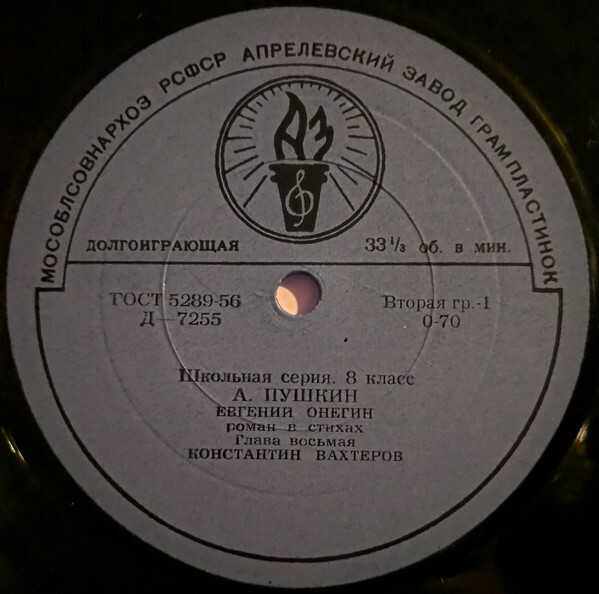 МОСОБЛСОВНАРХОЗ РСФСР АПРЕЛЕВСКИЙ ЗАВОД ГРАМПЛАСТИНОК
АЗ
ДОЛГОИГРАЮЩАЯ 33 1/3 об. в мин.
ГОСТ 5289-56 Вторая гр.-1
Д—7255 0-70
Школьная серия. 8 класс
А. ПУШКИН
ЕВГЕНИЙ ОНЕГИН
роман в стихах
Глава восьмая
КОНСТАНТИН ВАХТЕРОВ